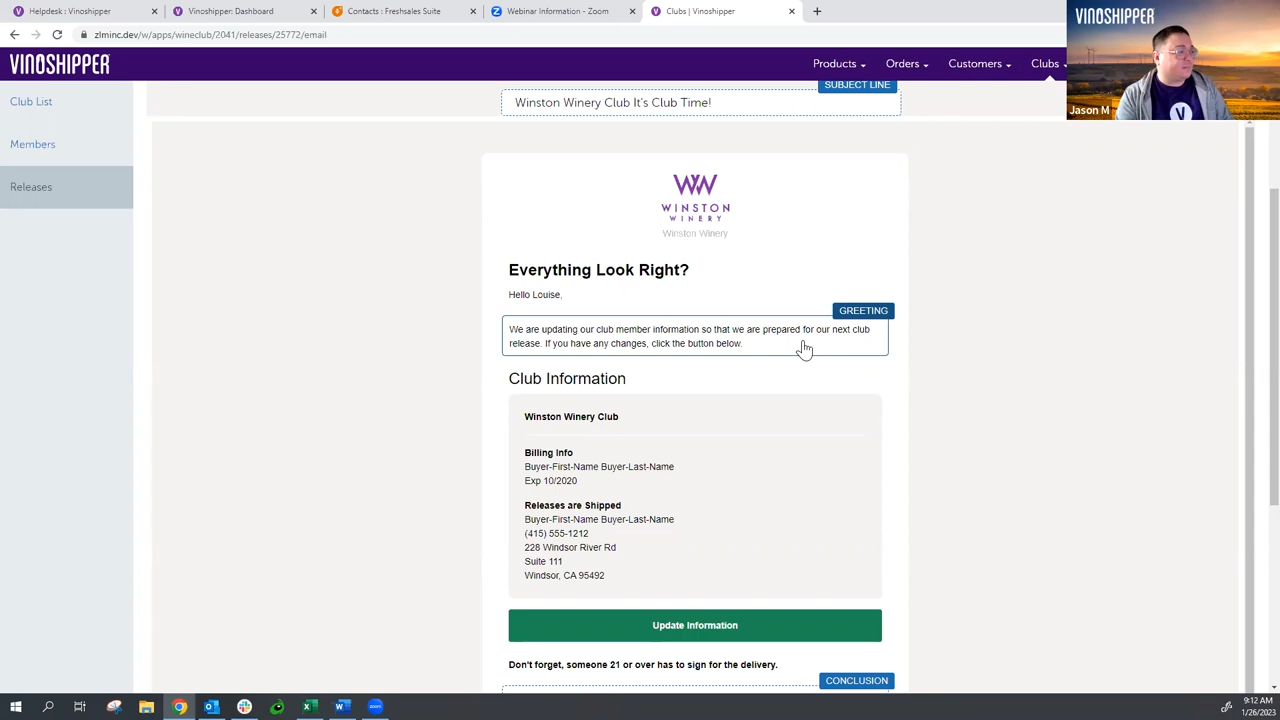 Helpdesk : Vinoshipper
Vinoshipper: Dashboard
Contacts : Freshsales Suite
Webinar Information - Zoom
Clubs | Vinoshipper
zlminc.dev/w/apps/wineclub/2041/releases/25772/email
VINOSHIPPER
Products
Orders
Customers
Clubs
VINOSHIPPER
Jason M
Club List
Members
Releases
SUBJECT LINE
Winston Winery Club It's Club Time!
WW
WINSTON
WINERY
Winston Winery
Everything Look Right?
Hello Louise,
GREETING
We are updating our club member information so that we are prepared for our next club
release. If you have any changes, click the button below.
Club Information
Winston Winery Club
Billing Info
Buyer-First-Name Buyer-Last-Name
Exp 10/2020
Releases are Shipped
Buyer-First-Name Buyer-Last-Name
(415) 555-1212
228 Windsor River Rd
Suite 111
Windsor, CA 95492
Update Information
Don't forget, someone 21 or over has to sign for the delivery.
CONCLUSION
9:12 AM
1/26/2023